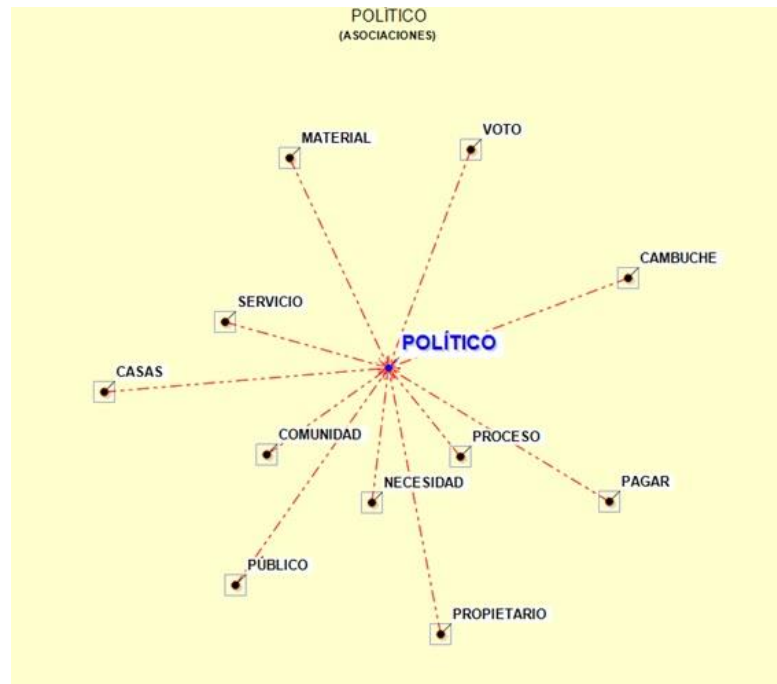 POLÍTICO
(ASOCIACIONES)
MATERIAL
VOTO
CAMBUCHE
SERVICIO
POLÍTICO
CASAS
COMUNIDAD
PROCESO
NECESIDAD
PAGAR
PÚBLICO
PROPIETARIO